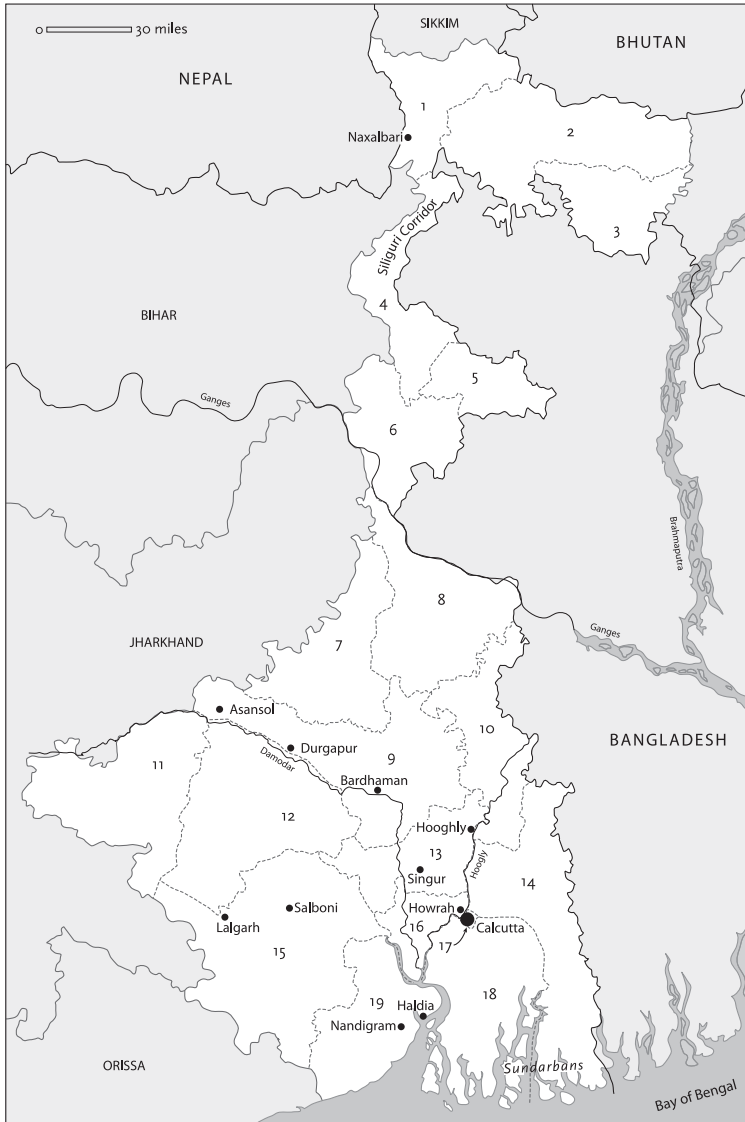 0 30 miles
SIKKIM
BHUTAN
NEPAL
1
Naxalbari
2
3
Siliguri Corridor
4
BIHAR
5
Ganges
6
Brahmaputra
8
Ganges
7
JHARKHAND
Asansol
10
Durgapur
BANGLADESH
9
Damodar
11
Bardhaman
12
Hooghly
13
Hoogly
Singur
14
Salboni
Howrah
Lalgarh
16
Calcutta
17
15
18
19
Haldia
Nandigram
ORISSA
Sundarbans
Bay of Bengal